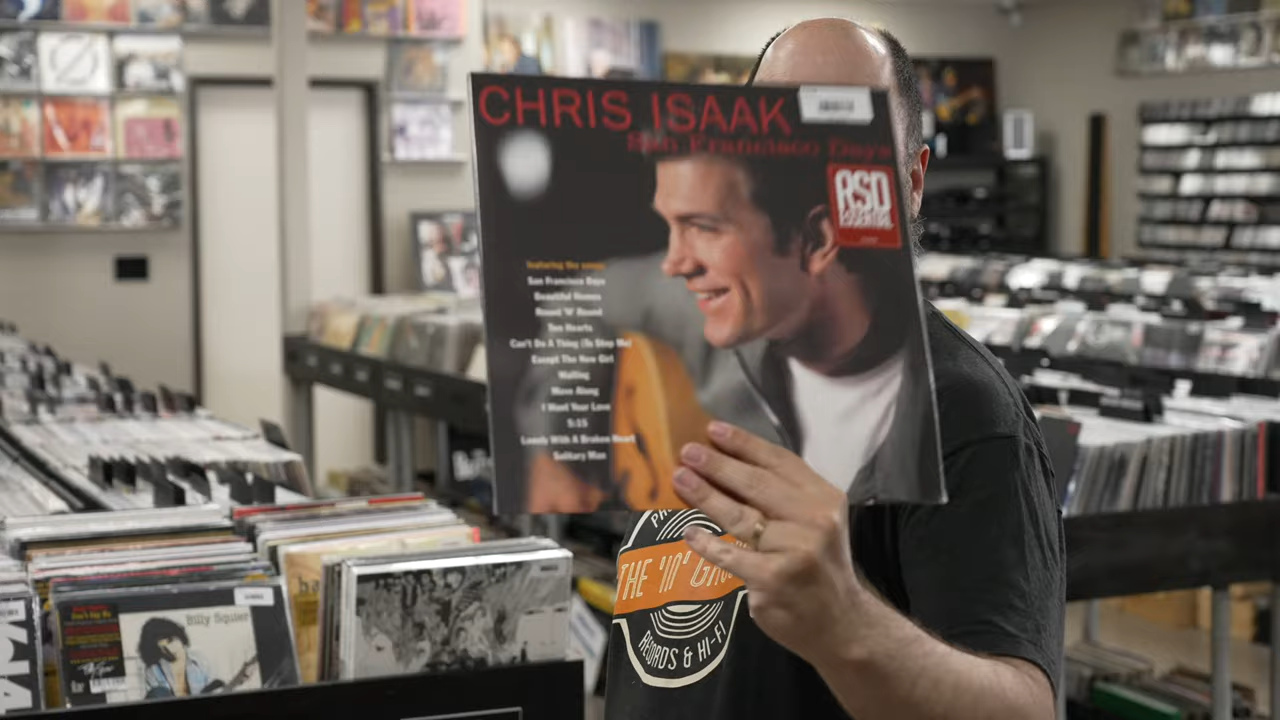 CHRIS ISAAK
San Francisco Days
RSD
ESSENTIAL
featuring the songs
San Francisco Days
Beautiful Homes
Round 'N' Round
Two Hearts
Can't Do A Thing (To Stop Me)
Except The New Girl
Waiting
Move Along
I Want Your Love
5:15
Lonely With A Broken Heart
Solitary Man
THE 'IN' GROO
RECORDS & HI-FI
Billy Squier